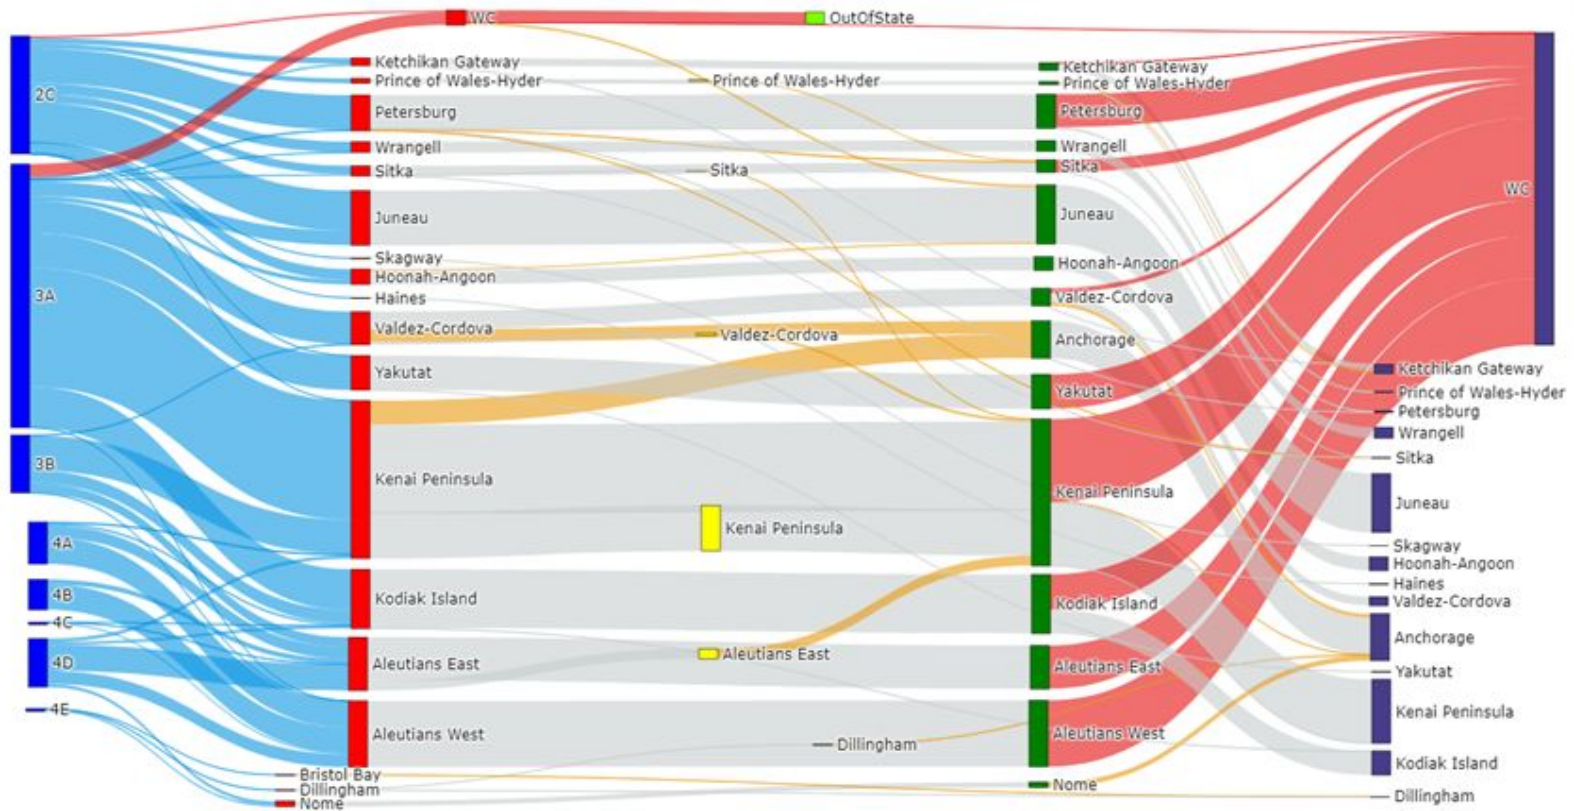 2C
3A
3B
4A
4B
4C
4D
4E
WC
Ketchikan Gateway
Prince of Wales-Hyder
Petersburg
Wrangell
Sitka
Juneau
Skagway
Hoonah-Angoon
Haines
Valdez-Cordova
Yakutat
Kenai Peninsula
Kodiak Island
Aleutians East
Aleutians West
Bristol Bay
Dillingham
Nome
Prince of Wales-Hyder
Sitka
Valdez-Cordova
Kenai Peninsula
Aleutians East
Dillingham
OutOfState
Ketchikan Gateway
Prince of Wales-Hyder
Petersburg
Wrangell
Sitka
Juneau
Hoonah-Angoon
Valdez-Cordova
Anchorage
Yakutat
Kenai Peninsula
Kodiak Island
Aleutians East
Aleutians West
Nome
WC
Ketchikan Gateway
Prince of Wales-Hyder
Petersburg
Wrangell
Sitka
Juneau
Skagway
Hoonah-Angoon
Haines
Valdez-Cordova
Anchorage
Yakutat
Kenai Peninsula
Kodiak Island
Dillingham